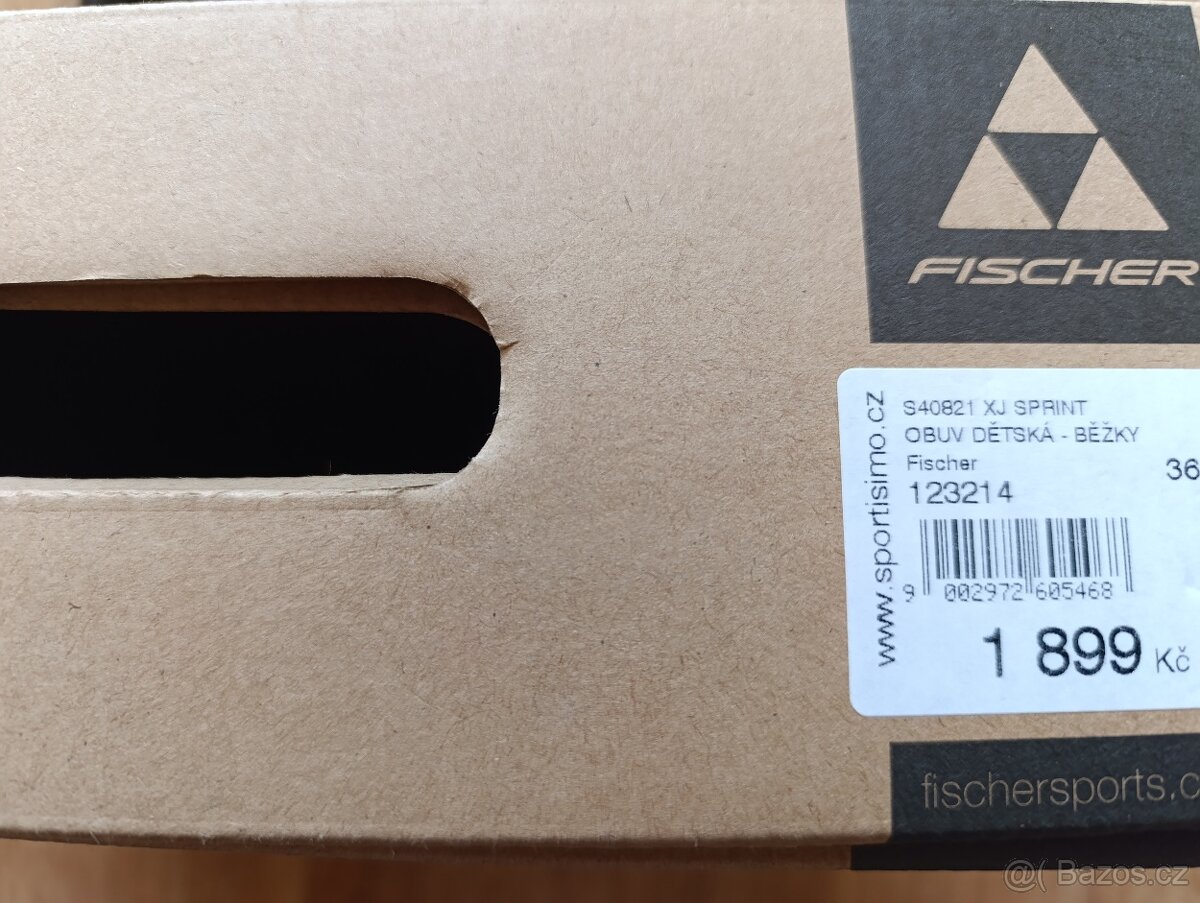 FISCHER
www.sportisimo.cz
S40821 XJ SPRINT
OBUV DĚTSKÁ - BĚŽKY
Fischer 36
123214
9 002972 605468
1 899 Kč
fischersports.c
@( Bazos.cz